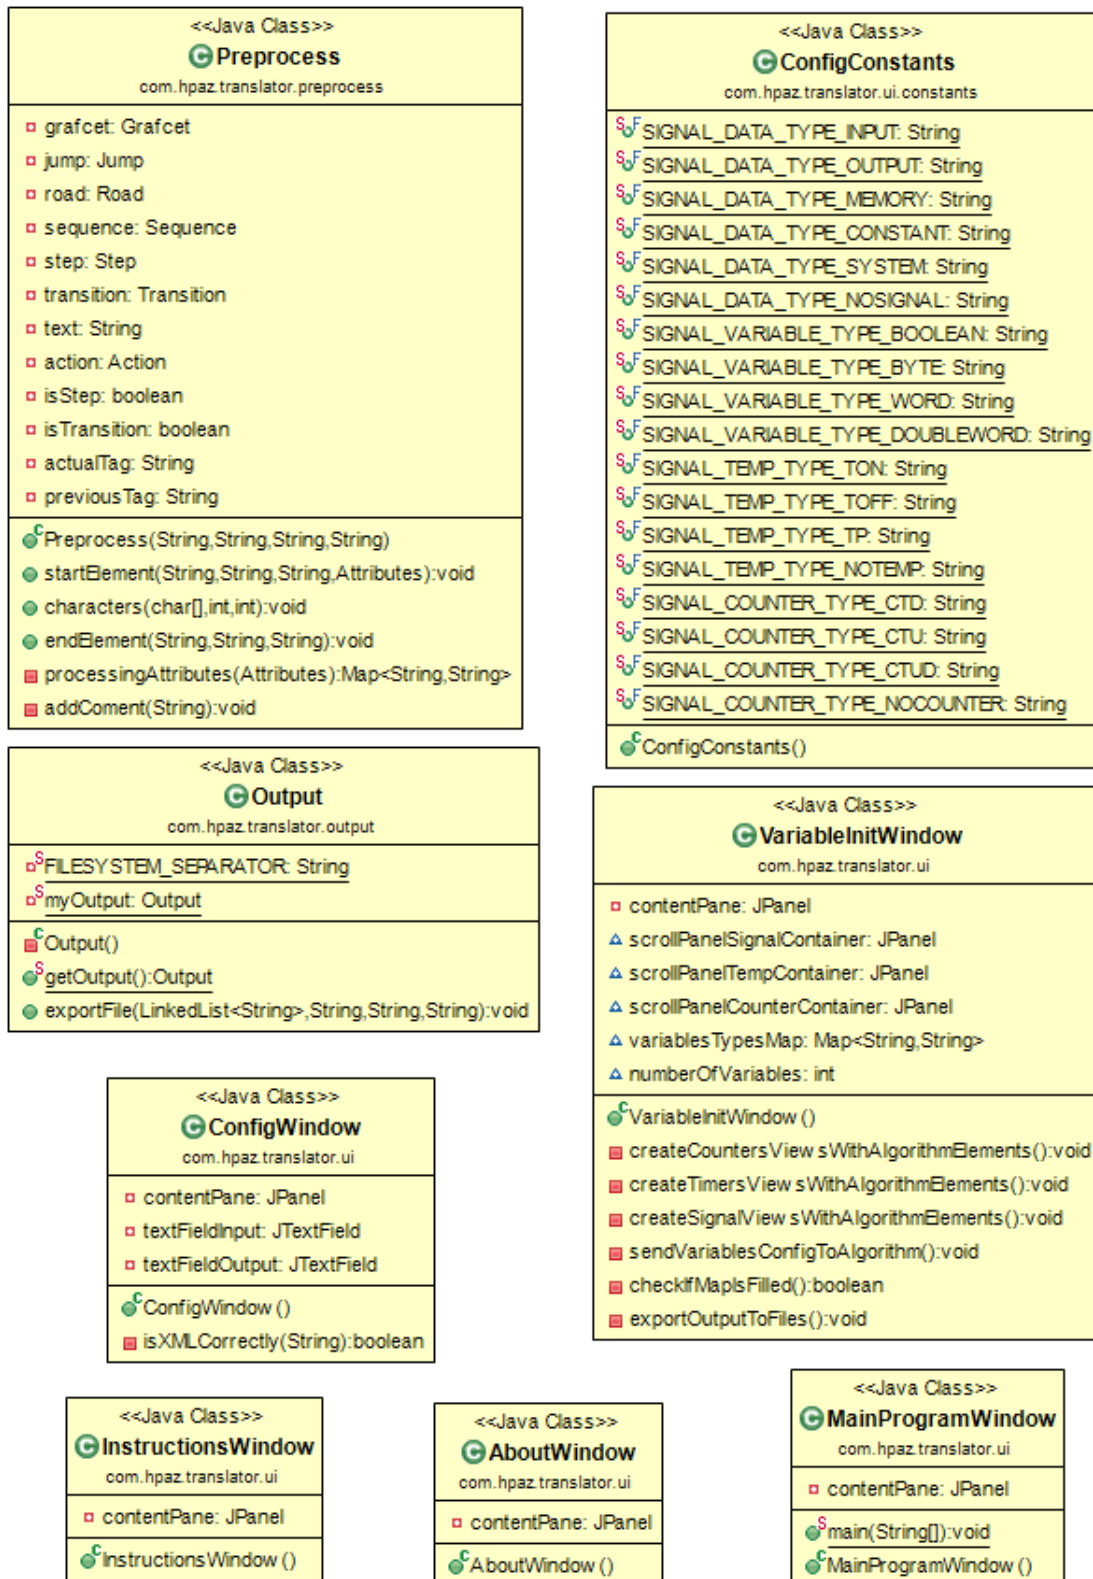 <<Java Class>>
Preprocess
com.hpaz.translator.preprocess
grafcet: Grafcet
jump: Jump
road: Road
sequence: Sequence
step: Step
transition: Transition
text: String
action: Action
isStep: boolean
isTransition: boolean
actualTag: String
previousTag: String
Preprocess(String,String,String,String)
startElement(String,String,String,Attributes):void
characters(char[],int,int):void
endElement(String,String,String):void
processingAttributes(Attributes):Map<String,String>
addComent(String):void
<<Java Class>>
ConfigConstants
com.hpaz.translator.ui.constants
SIGNAL_DATA_TYPE_INPUT: String
SIGNAL_DATA_TYPE_OUTPUT: String
SIGNAL_DATA_TYPE_MEMORY: String
SIGNAL_DATA_TYPE_CONSTANT: String
SIGNAL_DATA_TYPE_SYSTEM: String
SIGNAL_DATA_TYPE_NOSIGNAL: String
SIGNAL_VARIABLE_TYPE_BOOLEAN: String
SIGNAL_VARIABLE_TYPE_BYTE: String
SIGNAL_VARIABLE_TYPE_WORD: String
SIGNAL_VARIABLE_TYPE_DOUBLEWORD: String
SIGNAL_TEMP_TYPE_TON: String
SIGNAL_TEMP_TYPE_TOFF: String
SIGNAL_TEMP_TYPE_TP: String
SIGNAL_TEMP_TYPE_NOTEMP: String
SIGNAL_COUNTER_TYPE_CTD: String
SIGNAL_COUNTER_TYPE_CTU: String
SIGNAL_COUNTER_TYPE_CTUD: String
SIGNAL_COUNTER_TYPE_NOCOUNTER: String
ConfigConstants()
<<Java Class>>
Output
com.hpaz.translator.output
FILESYSTEM_SEPARATOR: String
myOutput: Output
Output()
getOutput():Output
exportFile(LinkedList<String>,String,String,String):void
<<Java Class>>
VariableInitWindow
com.hpaz.translator.ui
contentPane: JPanel
scrollPanelSignalContainer: JPanel
scrollPanelTempContainer: JPanel
scrollPanelCounterContainer: JPanel
variablesTypesMap: Map<String,String>
numberOfVariables: int
VariableInitWindow()
createCountersViewsWithAlgorithmElements():void
createTimersViewsWithAlgorithmElements():void
createSignalViewsWithAlgorithmElements():void
sendVariablesConfigToAlgorithm():void
checkIfMapIsFilled():boolean
exportOutputToFiles():void
<<Java Class>>
ConfigWindow
com.hpaz.translator.ui
contentPane: JPanel
textFieldInput: JTextField
textFieldOutput: JTextField
ConfigWindow()
isXMLCorrectly(String):boolean
<<Java Class>>
InstructionsWindow
com.hpaz.translator.ui
contentPane: JPanel
InstructionsWindow()
<<Java Class>>
AboutWindow
com.hpaz.translator.ui
contentPane: JPanel
AboutWindow()
<<Java Class>>
MainProgramWindow
com.hpaz.translator.ui
contentPane: JPanel
main(String[]):void
MainProgramWindow()